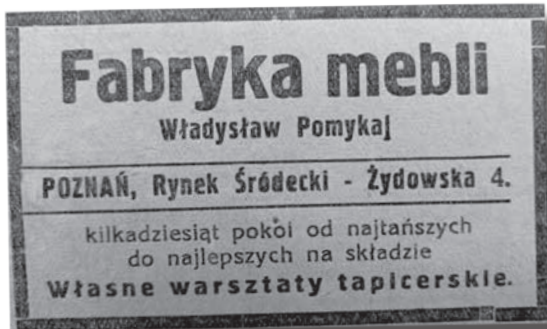 Fabryka mebli
Władysław Pomykaj
POZNAŃ, Rynek Śródecki - Żydowska 4.
kilkadziesiąt pokoi od najtańszych
do najlepszych na składzie
Własne warsztaty tapicerskie.